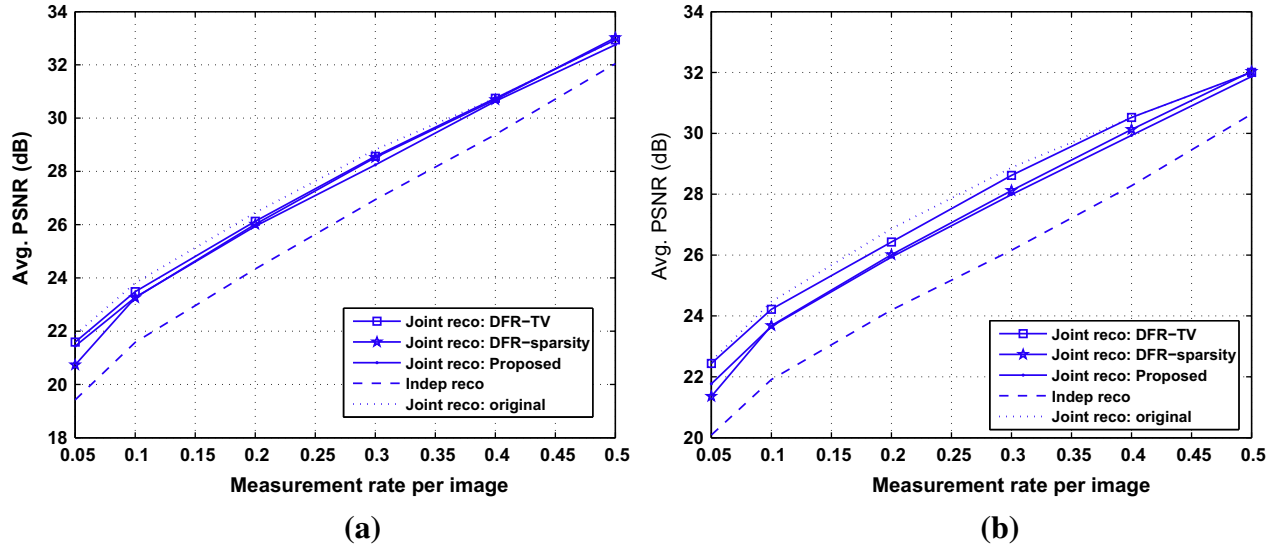 34
32
30
28
26
24
22
20
18
Avg. PSNR (dB)
Joint reco: DFR-TV
Joint reco: DFR-sparsity
Joint reco: Proposed
Indep reco
Joint reco: original
0.05 0.1 0.15 0.2 0.25 0.3 0.35 0.4 0.45 0.5
Measurement rate per image
(a)
34
32
30
28
26
24
22
20
Avg. PSNR (dB)
Joint reco: DFR-TV
Joint reco: DFR-sparsity
Joint reco: Proposed
Indep reco
Joint reco: original
0.05 0.1 0.15 0.2 0.25 0.3 0.35 0.4 0.45 0.5
Measurement rate per image
(b)